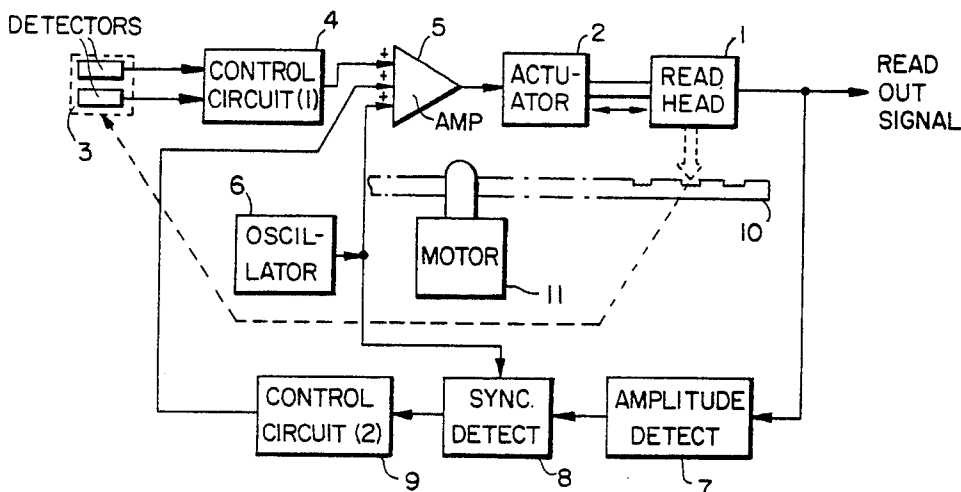 DETECTORS
3
4
CONTROL
CIRCUIT (1)
+
+
+
5
AMP
2
ACTU-
ATOR
1
READ
HEAD
READ
OUT
SIGNAL
10
6
OSCIL-
LATOR
MOTOR
11
CONTROL
CIRCUIT (2)
9
SYNC.
DETECT
8
AMPLITUDE
DETECT
7